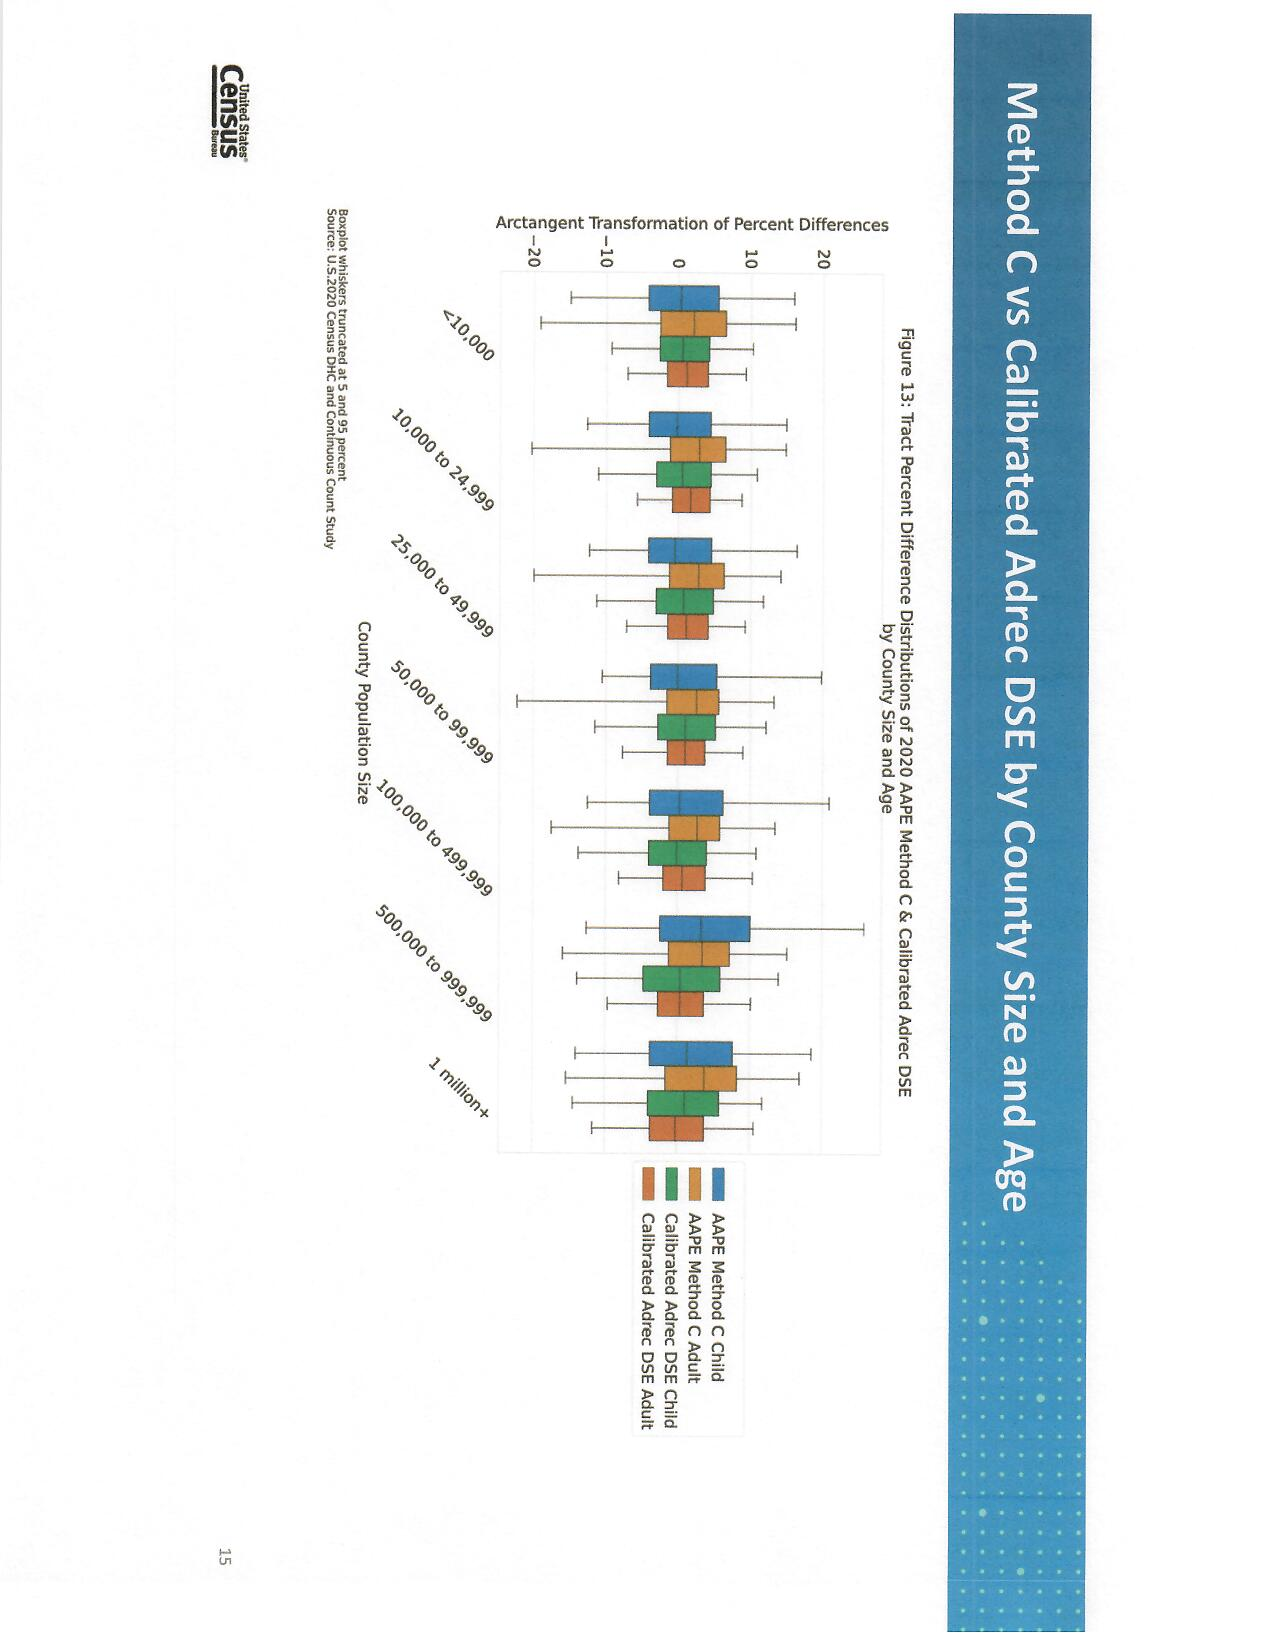 Method C vs Calibrated Adrec DSE by County Size and Age
Figure 13: Tract Percent Difference Distributions of 2020 AAPE Method C & Calibrated Adrec DSE
by County Size and Age
Arctangent Transformation of Percent Differences
20
10
0
−10
−20
<10,000
10,000 to 24,999
25,000 to 49,999
50,000 to 99,999
100,000 to 499,999
500,000 to 999,999
1 million+
County Population Size
AAPE Method C Child
AAPE Method C Adult
Calibrated Adrec DSE Child
Calibrated Adrec DSE Adult
Boxplot whiskers truncated at 5 and 95 percent
Source: U.S.2020 Census DHC and Continuous Count Study
United States®
Census
Bureau
15